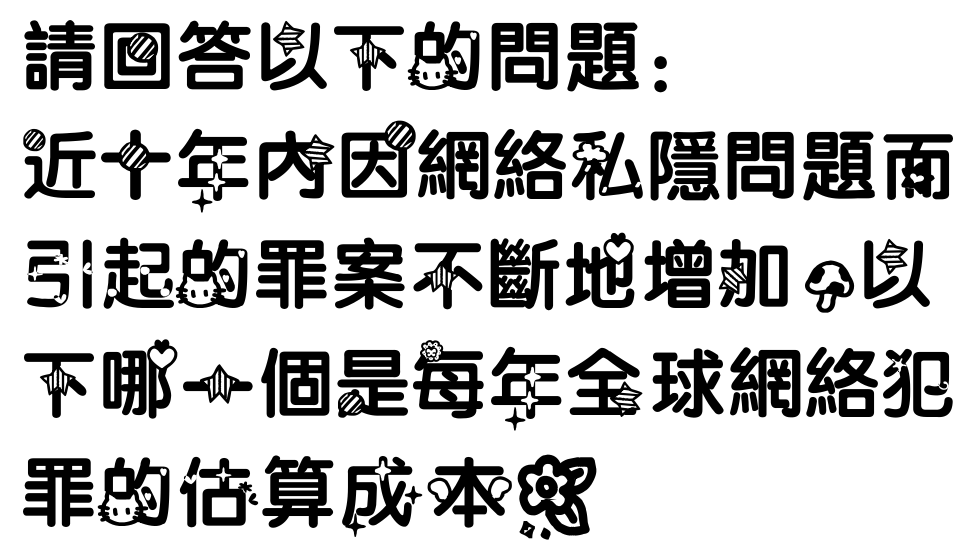 請回答以下的問題：
近十年內因網絡私隱問題而
引起的罪案不斷地增加，以
下哪一個是每年全球網絡犯
罪的估算成本？